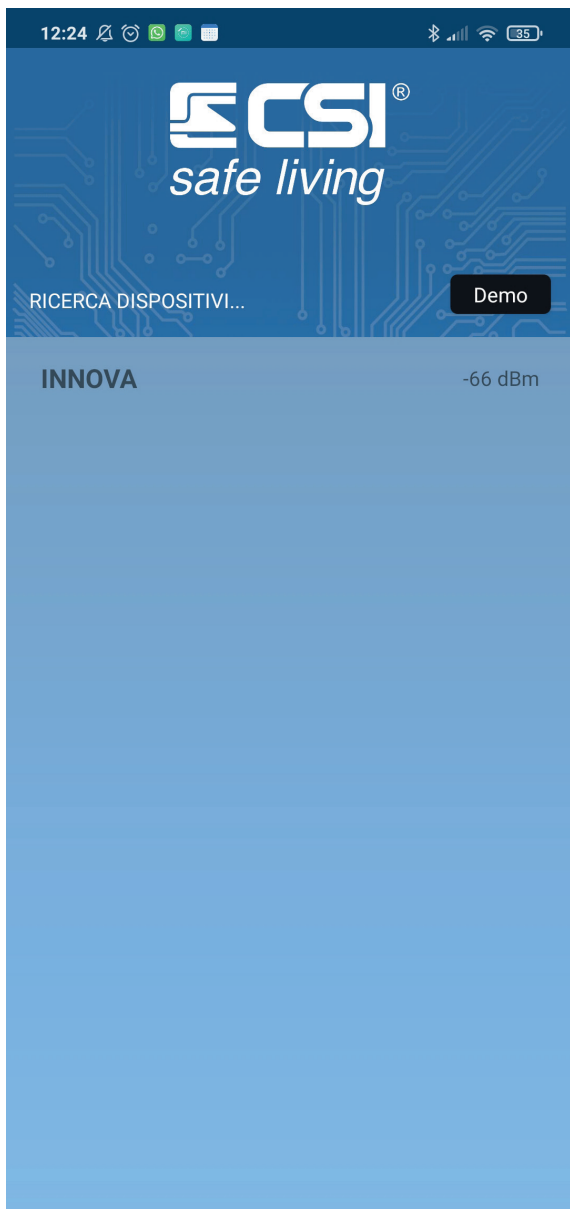 12:24
35
CSI®
safe living
RICERCA DISPOSITIVI...
Demo
INNOVA
-66 dBm